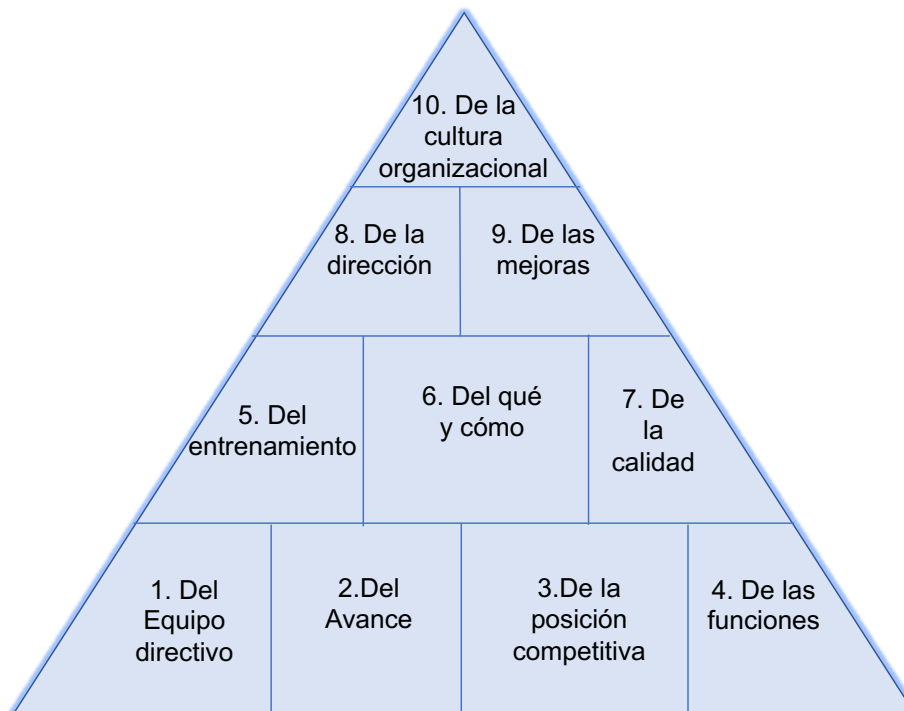 10. De la
cultura
organizacional
8. De la
dirección
9. De las
mejoras
5. Del
entrenamiento
6. Del qué
y cómo
7. De
la
calidad
1. Del
Equipo
directivo
2.Del
Avance
3.De la
posición
competitiva
4. De las
funciones